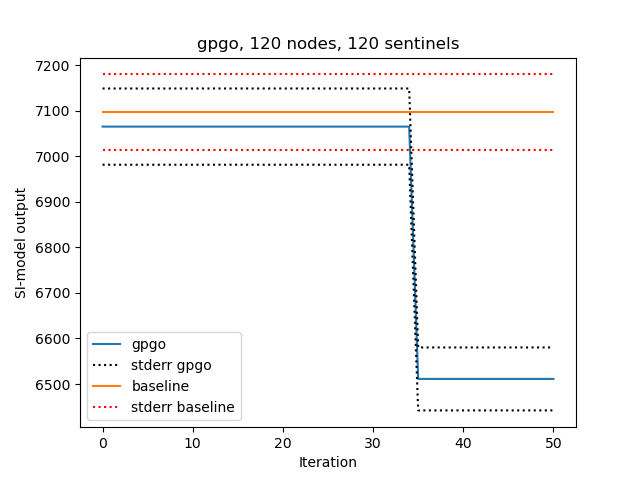 gpgo, 120 nodes, 120 sentinels
SI-model output
7200
7100
7000
6900
6800
6700
6600
6500
gpgo
stderr gpgo
baseline
stderr baseline
0 10 20 30 40 50
Iteration